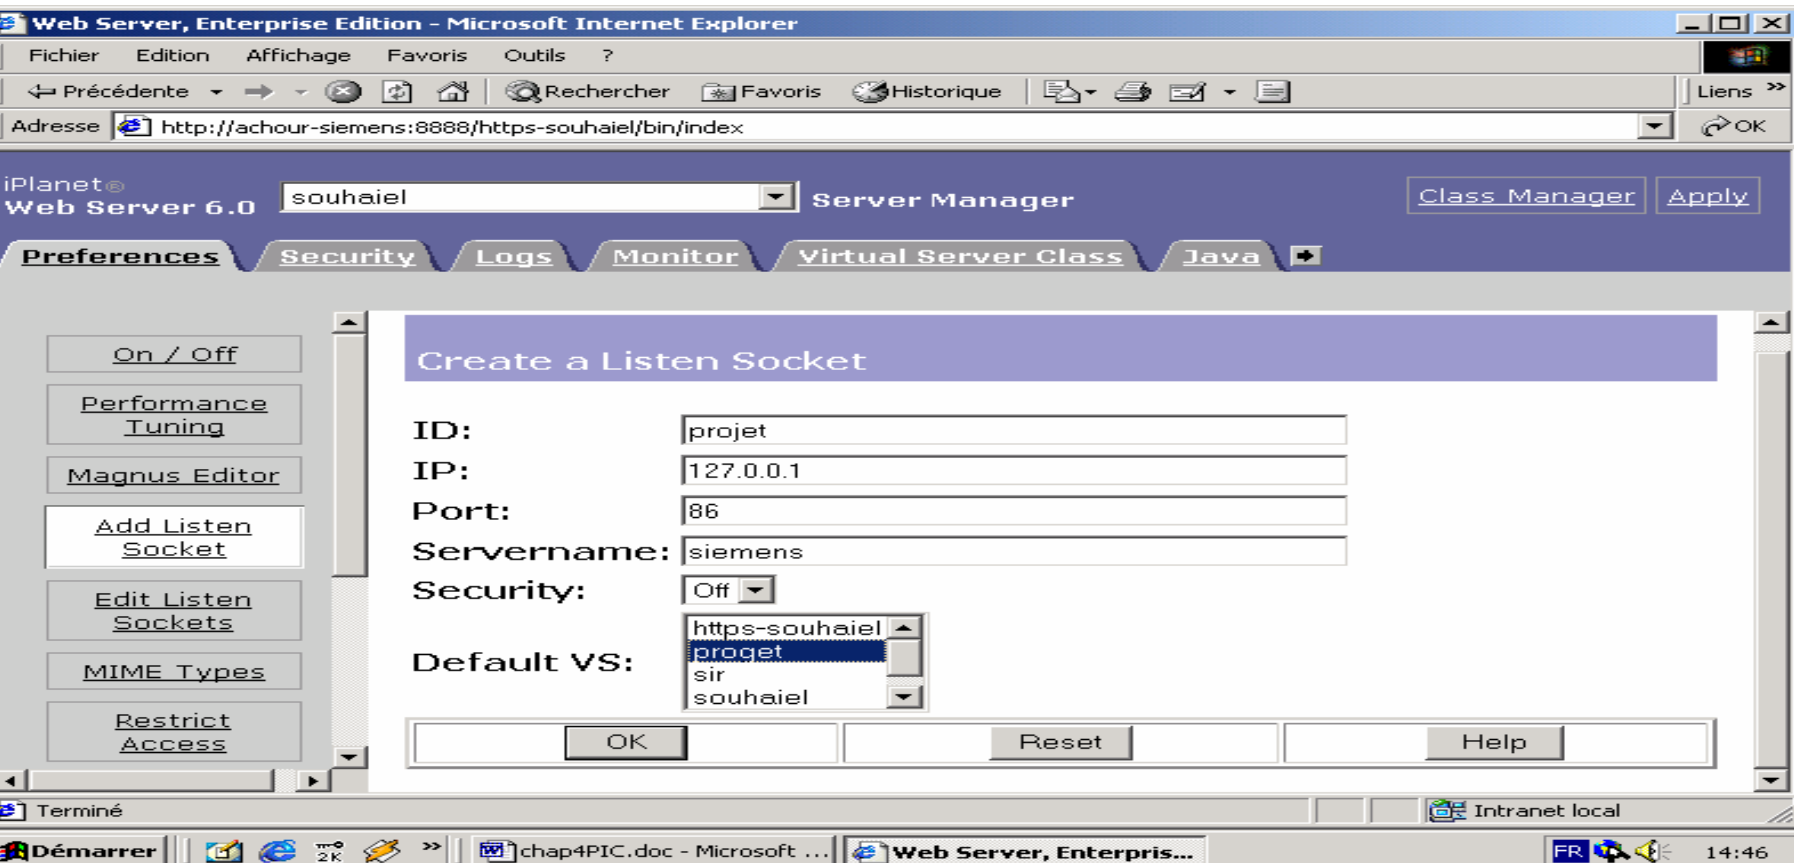 Web Server, Enterprise Edition - Microsoft Internet Explorer
Fichier Edition Affichage Favoris Outils ?
Précédente Rechercher Favoris Historique Liens »
Adresse http://achour-siemens:8888/https-souhaiel/bin/index OK
iPlanet®
Web Server 6.0 souhaiel Server Manager Class Manager Apply
Preferences Security Logs Monitor Virtual Server Class Java
On / Off
Performance
Tuning
Magnus Editor
Add Listen
Socket
Edit Listen
Sockets
MIME Types
Restrict
Access
Create a Listen Socket
ID: projet
IP: 127.0.0.1
Port: 86
Servername: siemens
Security: Off
Default VS:
https-souhaiel
proget
sir
souhaiel
OK Reset Help
Terminé Intranet local
Démarrer 2K » chap4PIC.doc - Microsoft ... Web Server, Enterpris... FR 14:46